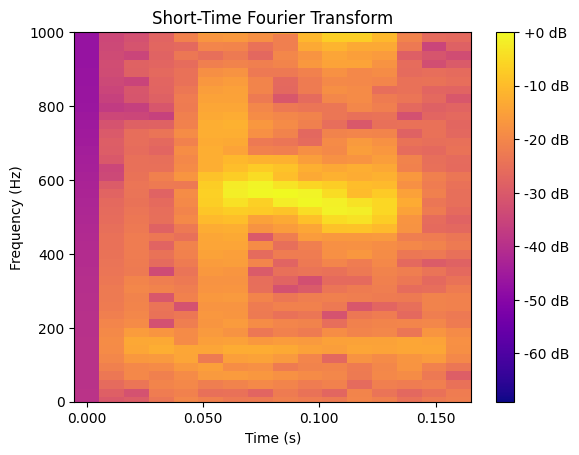 Short-Time Fourier Transform
1000
800
600
400
200
0
Frequency (Hz)
0.000
0.050
0.100
0.150
Time (s)
+0 dB
-10 dB
-20 dB
-30 dB
-40 dB
-50 dB
-60 dB